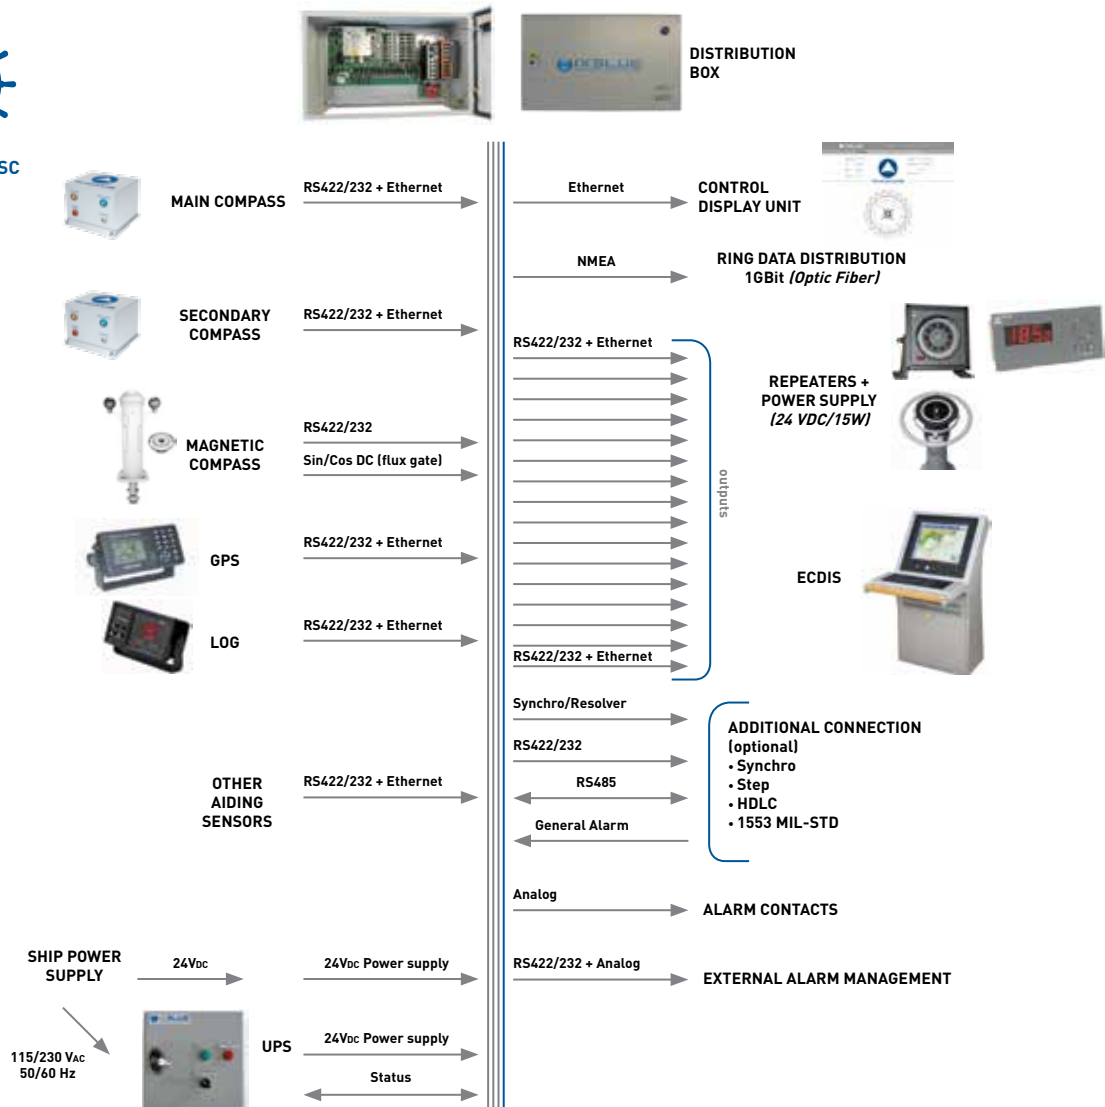 iXBLUE
DISTRIBUTION
BOX
SC
MAIN COMPASS
RS422/232 + Ethernet
Ethernet
CONTROL
DISPLAY UNIT
NMEA
RING DATA DISTRIBUTION
1GBit (Optic Fiber)
SECONDARY
COMPASS
RS422/232 + Ethernet
RS422/232 + Ethernet
REPEATERS +
POWER SUPPLY
(24 VDC/15W)
185
MAGNETIC
COMPASS
RS422/232
Sin/Cos DC (flux gate)
outputs
GPS
RS422/232 + Ethernet
ECDIS
LOG
RS422/232 + Ethernet
RS422/232 + Ethernet
Synchro/Resolver
RS422/232
RS485
General Alarm
ADDITIONAL CONNECTION
(optional)
• Synchro
• Step
• HDLC
• 1553 MIL-STD
OTHER
AIDING
SENSORS
RS422/232 + Ethernet
Analog
ALARM CONTACTS
SHIP POWER
SUPPLY
24VDC
24VDC Power supply
RS422/232 + Analog
EXTERNAL ALARM MANAGEMENT
115/230 VAC
50/60 Hz
UPS
24VDC Power supply
Status